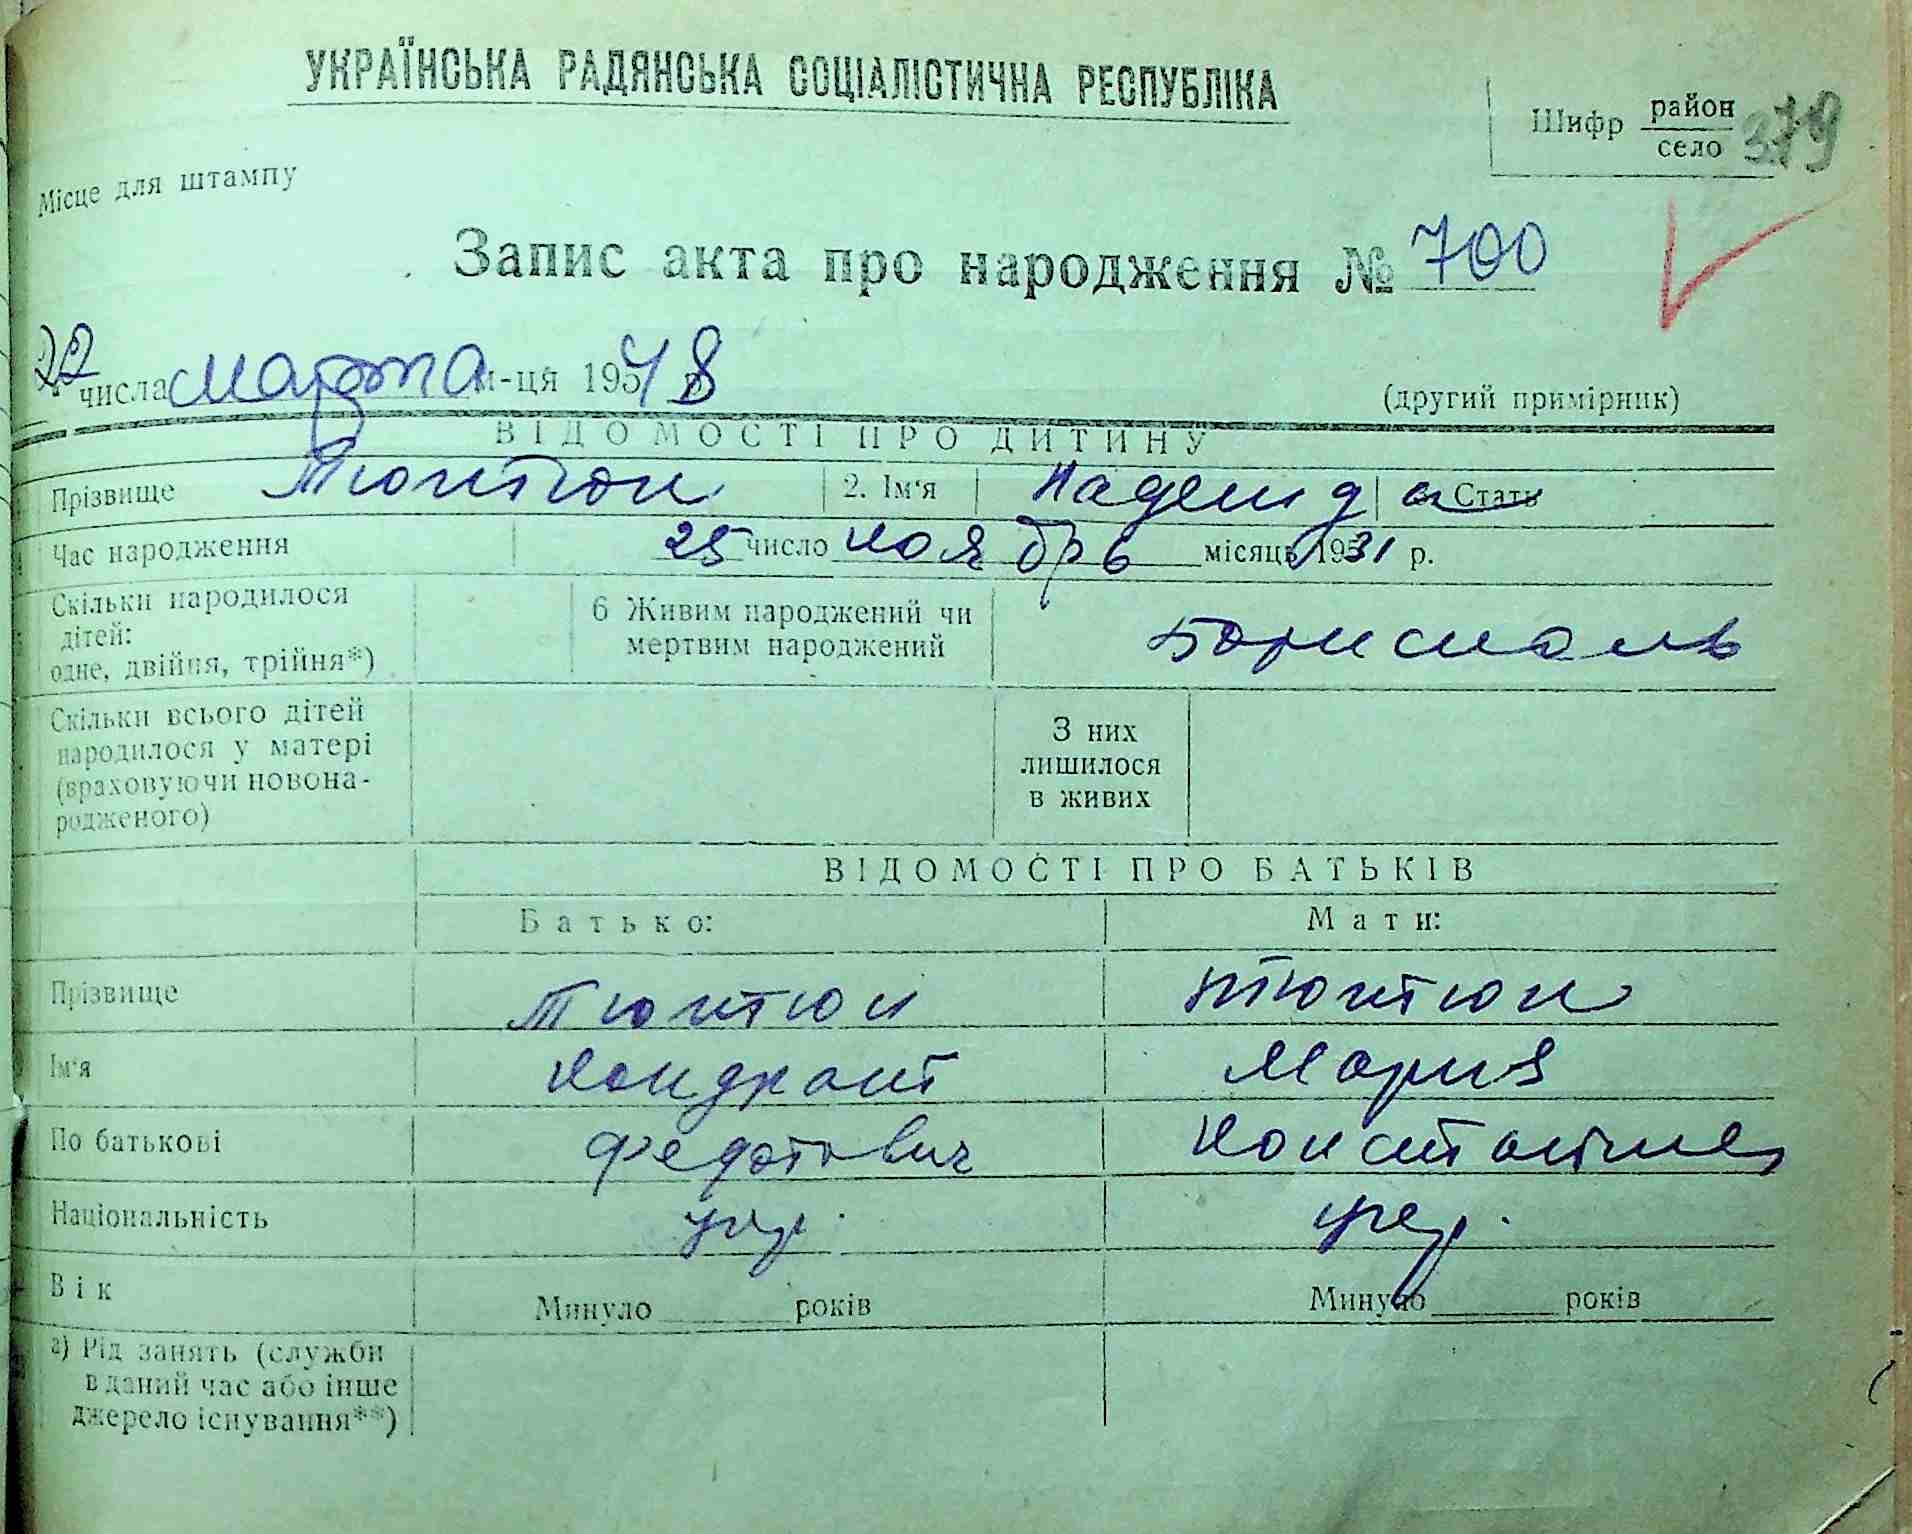 УКРАЇНСЬКА РАДЯНСЬКА СОЦІАЛІСТИЧНА РЕСПУБЛІКА
Шифр район село 379
Місце для штампу
Запис акта про народження № 700
22 числа марта м-ця 195 48 р
(другий примірник)
ВІДОМОСТІ ПРО ДИТИНУ
Прізвище Тютюн 2. Ім'я Надежда Стать
Час народження 25 число ноябрь місяць 1931 р.
Скільки народилося дітей: одне, двійня, трійня*) 6 Живим народжений чи мертвим народжений Борисполь
Скільки всього дітей народилося у матері (враховуючи новонародженого) З них лишилося в живих
ВІДОМОСТІ ПРО БАТЬКІВ
Батько: Мати:
Прізвище Тютюн Тютюн
Ім'я Кондрат Мария
По батькові Федотович
Національність укр. укр.
Вік Минуло років Минуло років
а) Рід занять (служби в даний час або інше джерело існування**)